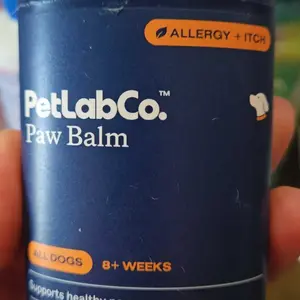 ALLERGY + ITCH
PetLabCo.™
Paw Balm
ALL DOGS 8+ WEEKS
Supports healthy